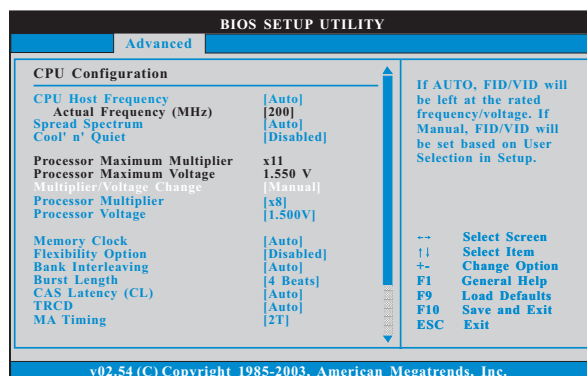 BIOS SETUP UTILITY
Advanced
CPU Configuration
CPU Host Frequency [Auto]
Actual Frequency (MHz) [200]
Spread Spectrum [Auto]
Cool' n' Quiet [Disabled]
Processor Maximum Multiplier x11
Processor Maximum Voltage 1.550 V
Multiplier/Voltage Change [Manual]
Processor Multiplier [x8]
Processor Voltage [1.500V]
Memory Clock [Auto]
Flexibility Option [Disabled]
Bank Interleaving [Auto]
Burst Length [4 Beats]
CAS Latency (CL) [Auto]
TRCD [Auto]
MA Timing [2T]
If AUTO, FID/VID will
be left at the rated
frequency/voltage. If
Manual, FID/VID will
be set based on User
Selection in Setup.
←→ Select Screen
↑↓ Select Item
+- Change Option
F1 General Help
F9 Load Defaults
F10 Save and Exit
ESC Exit
v02.54 (C) Copyright 1985-2003, American Megatrends, Inc.